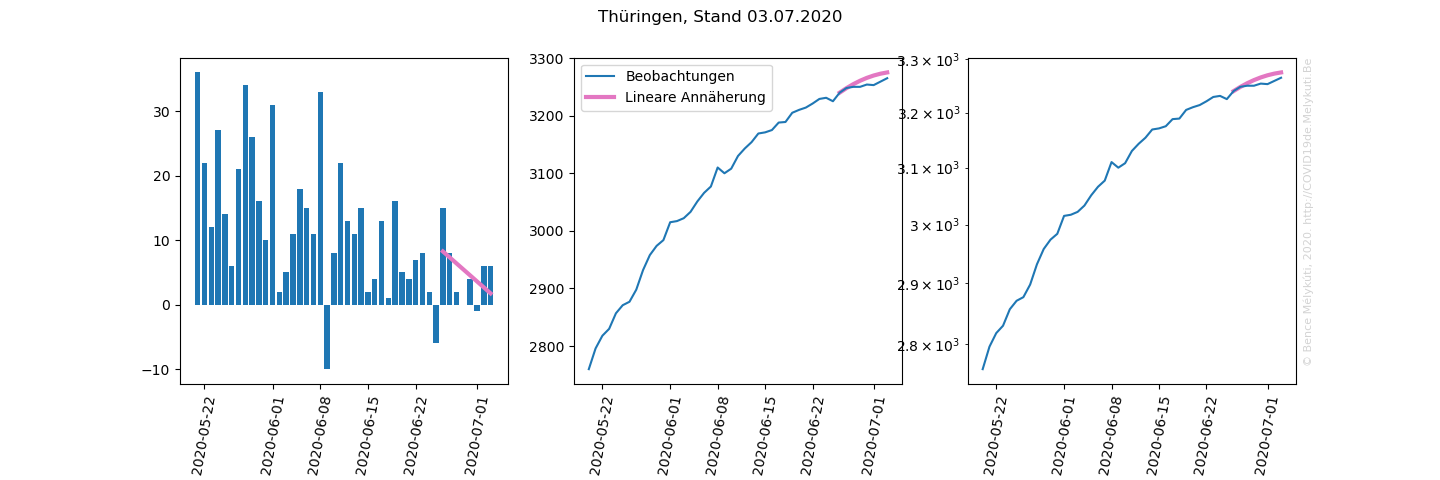 Thüringen, Stand 03.07.2020
30
20
10
0
−10
2020-05-22
2020-06-01
2020-06-08
2020-06-15
2020-06-22
2020-07-01
3300
3200
3100
3000
2900
2800
Beobachtungen
Lineare Annäherung
2020-05-22
2020-06-01
2020-06-08
2020-06-15
2020-06-22
2020-07-01
3.3 × 10³
3.2 × 10³
3.1 × 10³
3 × 10³
2.9 × 10³
2.8 × 10³
2020-05-22
2020-06-01
2020-06-08
2020-06-15
2020-06-22
2020-07-01
© Bence Mélykúti, 2020. http://COVID19de.Melykuti.Be